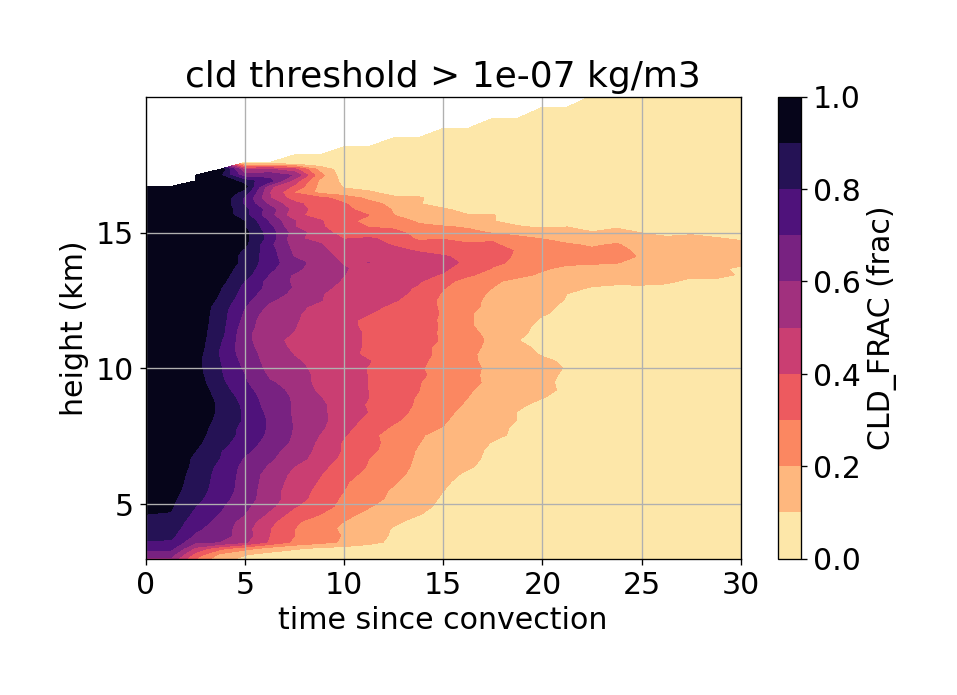 cld threshold > 1e-07 kg/m3
height (km)
15
10
5
0 5 10 15 20 25 30
time since convection
1.0
0.8
0.6
0.4
0.2
0.0
CLD_FRAC (frac)